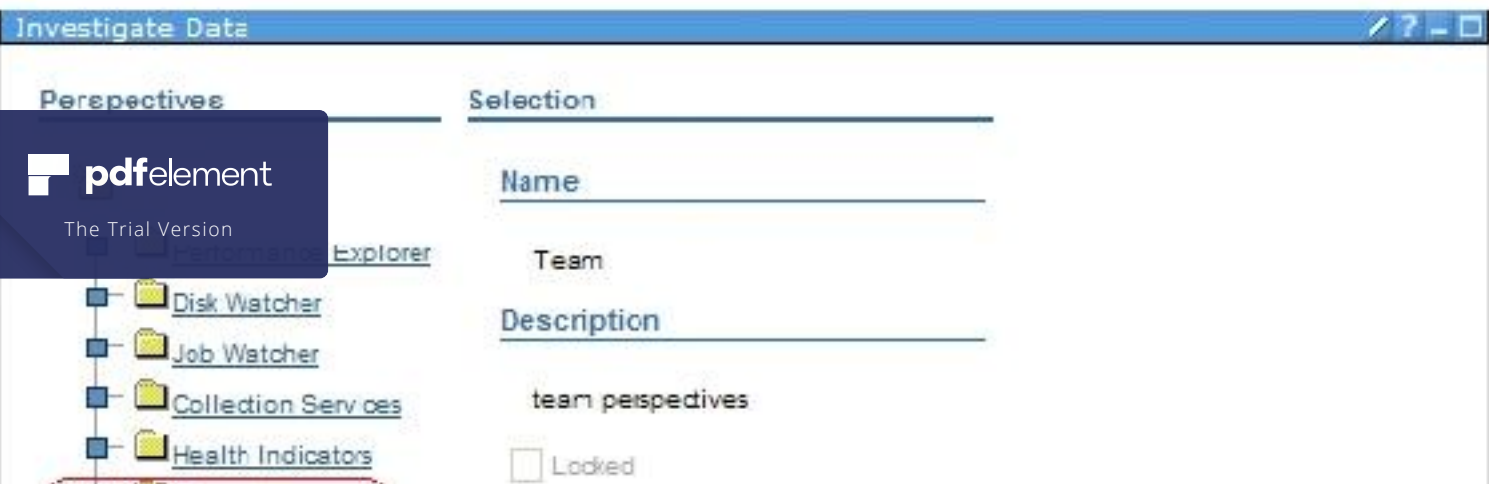 Investigate Data
?
Perspectives
Selection
pdfelement
The Trial Version
Name
Performance Explorer
Team
Disk Watcher
Description
Job Watcher
Collection Services
team perspectives
Health Indicators
Locked